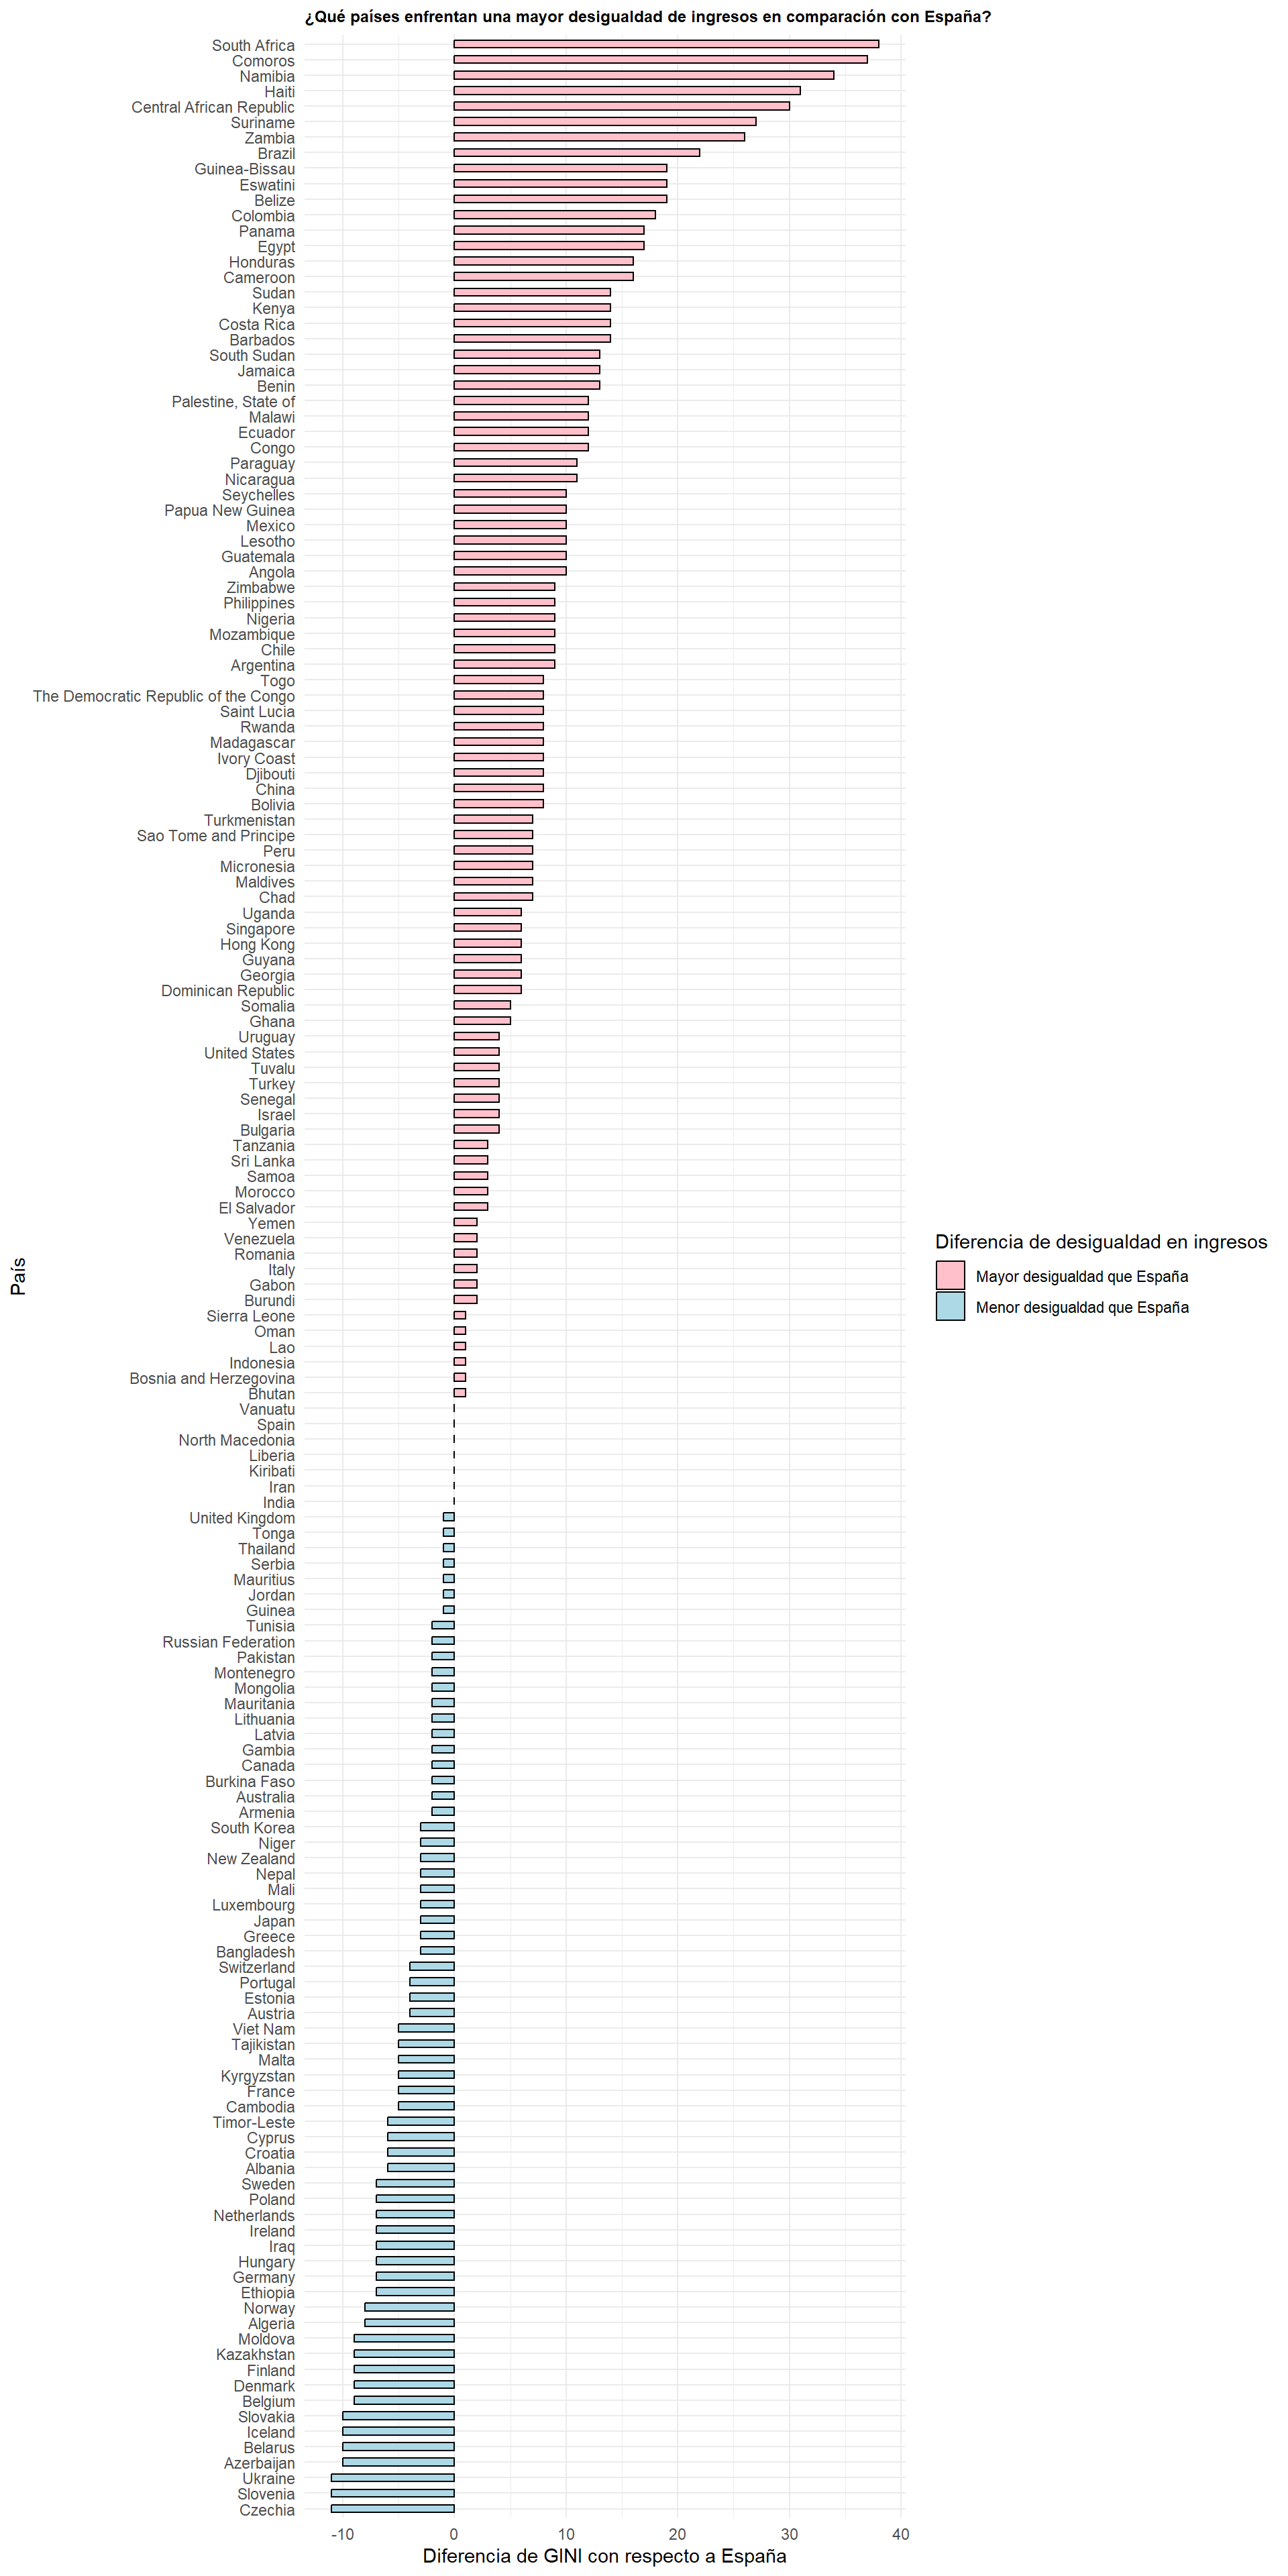 ¿Qué países enfrentan una mayor desigualdad de ingresos en comparación con España?
South Africa
Comoros
Namibia
Haiti
Central African Republic
Suriname
Zambia
Brazil
Guinea-Bissau
Eswatini
Belize
Colombia
Panama
Egypt
Honduras
Cameroon
Sudan
Kenya
Costa Rica
Barbados
South Sudan
Jamaica
Benin
Palestine, State of
Malawi
Ecuador
Congo
Paraguay
Nicaragua
Seychelles
Papua New Guinea
Mexico
Lesotho
Guatemala
Angola
Zimbabwe
Philippines
Nigeria
Mozambique
Chile
Argentina
Togo
The Democratic Republic of the Congo
Saint Lucia
Rwanda
Madagascar
Ivory Coast
Djibouti
China
Bolivia
Turkmenistan
Sao Tome and Principe
Peru
Micronesia
Maldives
Chad
Uganda
Singapore
Hong Kong
Guyana
Georgia
Dominican Republic
Somalia
Ghana
Uruguay
United States
Tuvalu
Turkey
Senegal
Israel
Bulgaria
Tanzania
Sri Lanka
Samoa
Morocco
El Salvador
Yemen
Venezuela
Romania
Italy
Gabon
Burundi
Sierra Leone
Oman
Lao
Indonesia
Bosnia and Herzegovina
Bhutan
Vanuatu
Spain
North Macedonia
Liberia
Kiribati
Iran
India
United Kingdom
Tonga
Thailand
Serbia
Mauritius
Jordan
Guinea
Tunisia
Russian Federation
Pakistan
Montenegro
Mongolia
Mauritania
Lithuania
Latvia
Gambia
Canada
Burkina Faso
Australia
Armenia
South Korea
Niger
New Zealand
Nepal
Mali
Luxembourg
Japan
Greece
Bangladesh
Switzerland
Portugal
Estonia
Austria
Viet Nam
Tajikistan
Malta
Kyrgyzstan
France
Cambodia
Timor-Leste
Cyprus
Croatia
Albania
Sweden
Poland
Netherlands
Ireland
Iraq
Hungary
Germany
Ethiopia
Norway
Algeria
Moldova
Kazakhstan
Finland
Denmark
Belgium
Slovakia
Iceland
Belarus
Azerbaijan
Ukraine
Slovenia
Czechia
País
-10 0 10 20 30 40
Diferencia de GINI con respecto a España
Diferencia de desigualdad en ingresos
Mayor desigualdad que España
Menor desigualdad que España